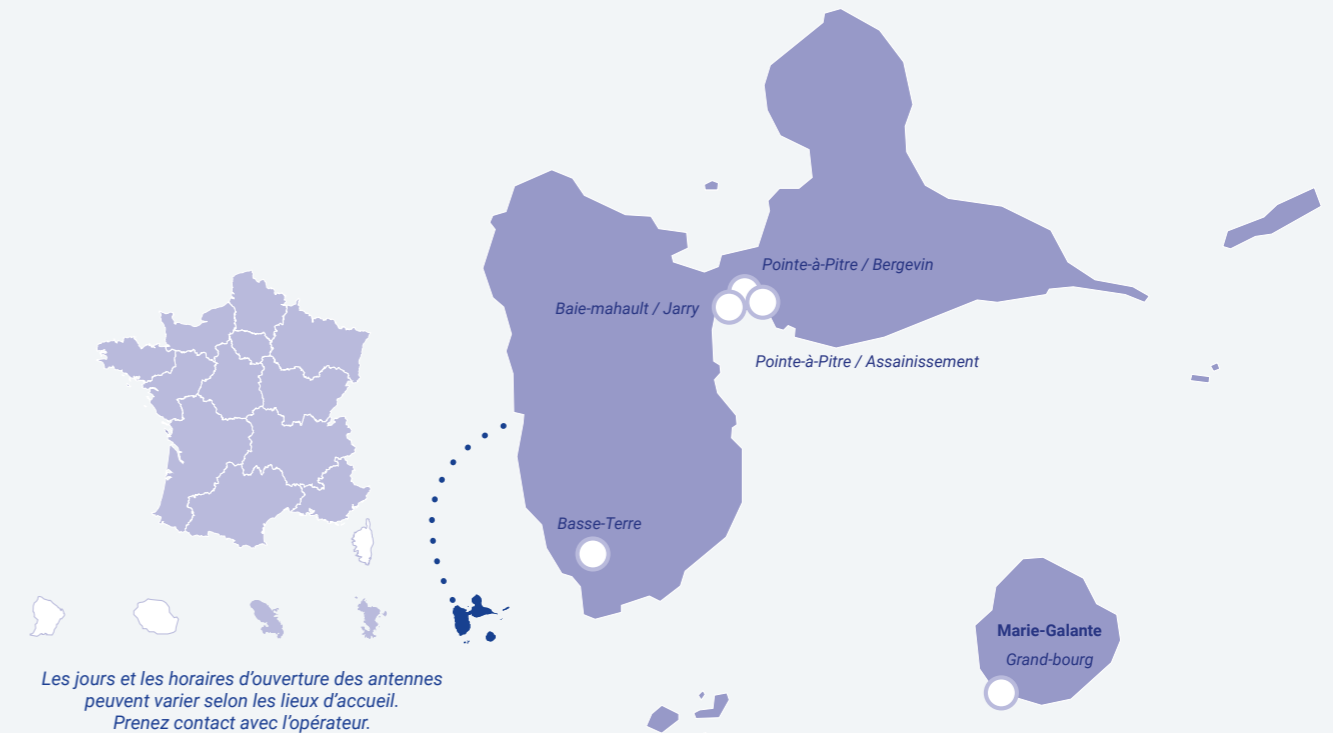 Pointe-à-Pitre / Bergevin
Baie-mahault / Jarry
Pointe-à-Pitre / Assainissement
Basse-Terre
Marie-Galante
Grand-bourg
Les jours et les horaires d’ouverture des antennes
peuvent varier selon les lieux d’accueil.
Prenez contact avec l’opérateur.